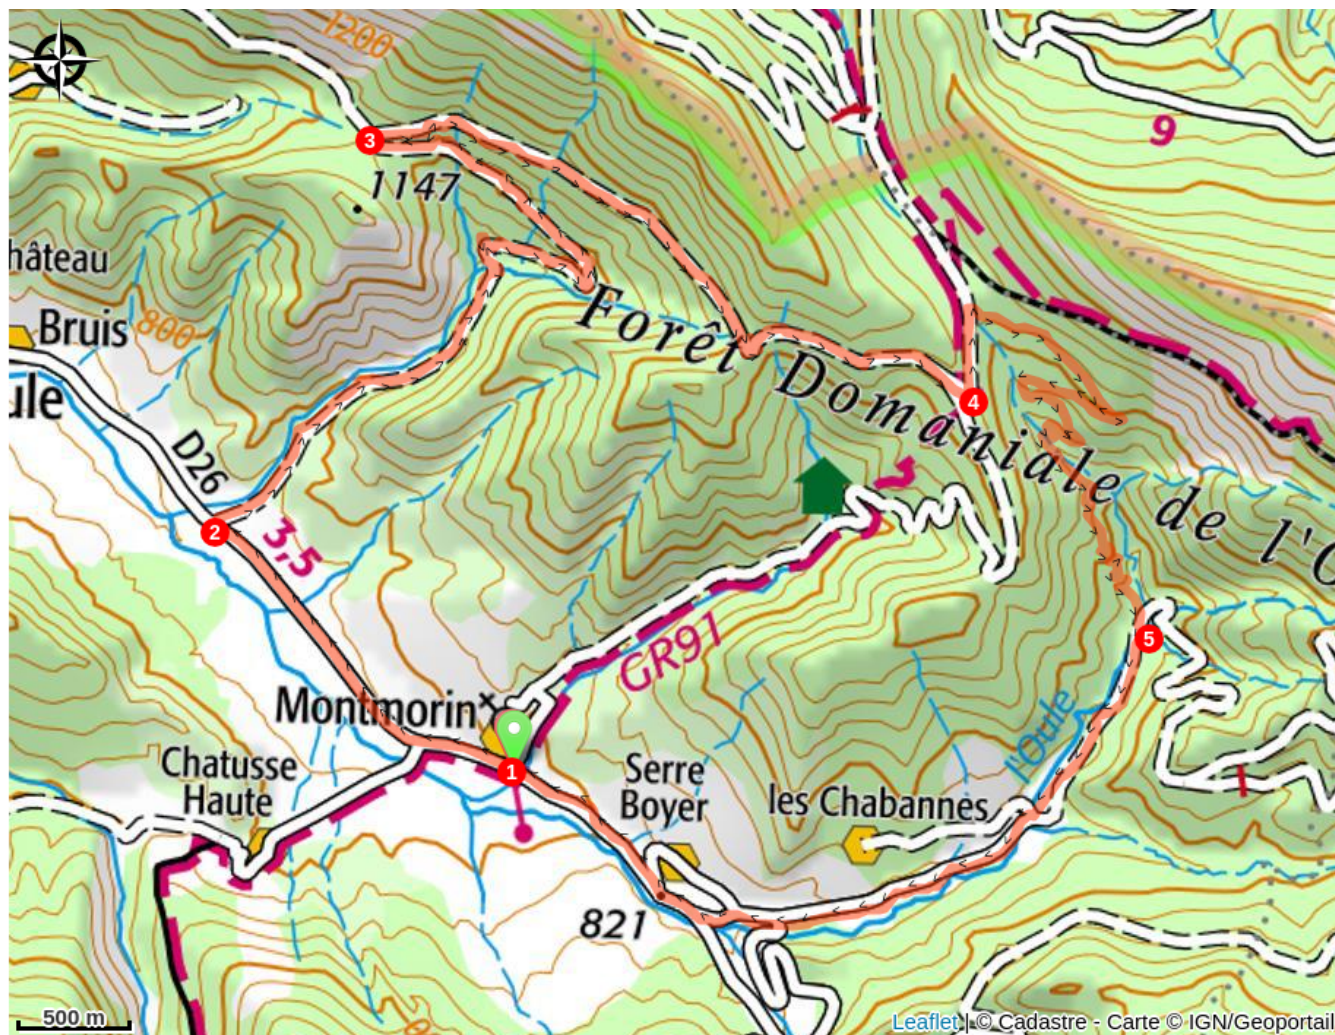 1200
9
3
1147
hâteau
Bruis
800
ule
D26
Forêt Domaniale de l'O
4
2
3,5
5
GR91
Montmorin
l'Oule
1
Chatusse
Haute
Serre
Boyer
les Chabannes
821
500 m
Leaflet | © Cadastre - Carte © IGN/Geoportail